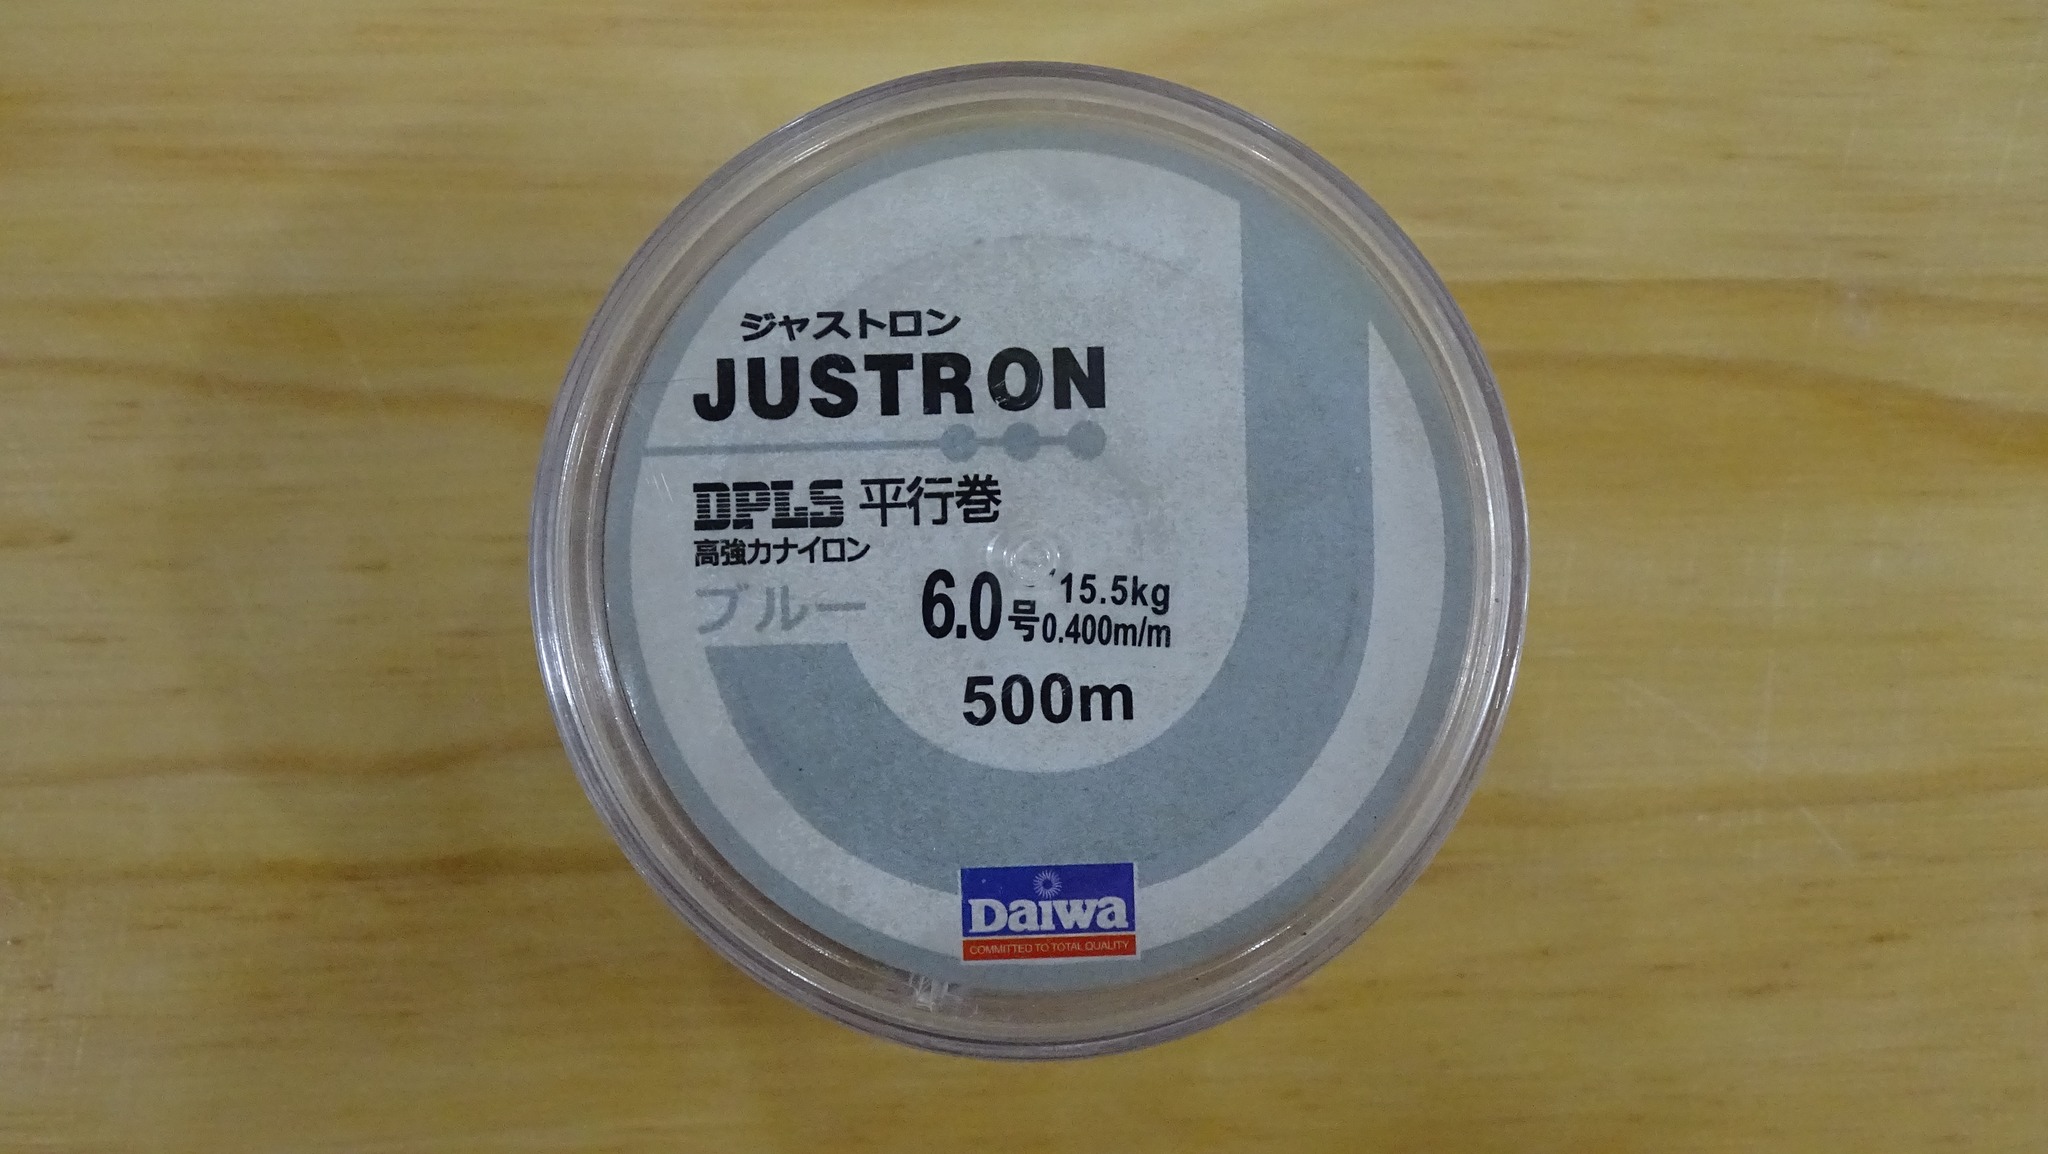 ジャストロン
JUSTRON
DPLS 平行巻
高強力ナイロン
ブルー
6.0号 15.5kg
0.400m/m
500m
Daiwa
COMMITTED TO TOTAL QUALITY